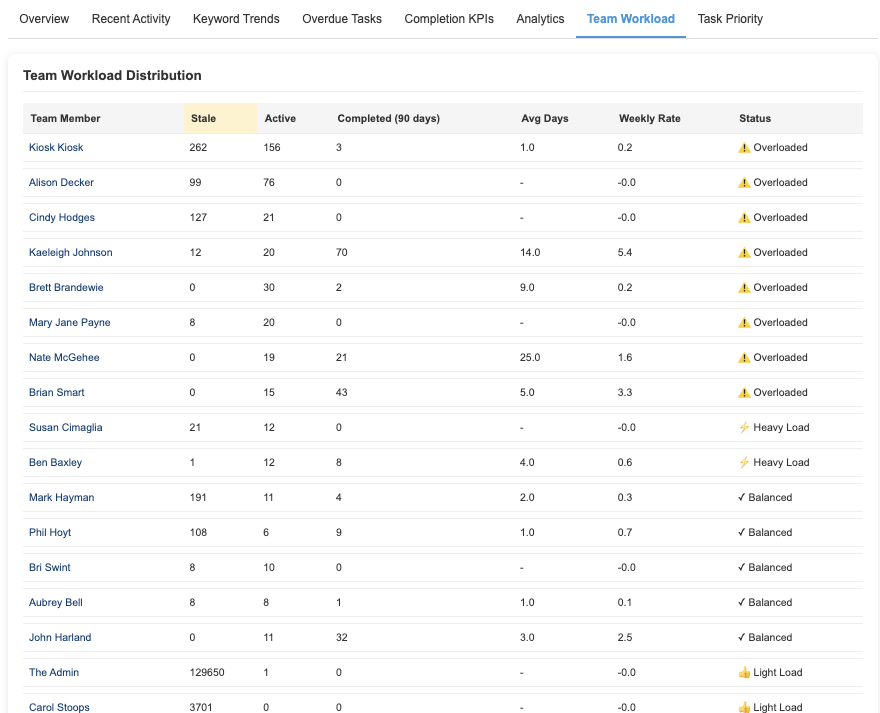 Overview Recent Activity Keyword Trends Overdue Tasks Completion KPIs Analytics Team Workload Task Priority
Team Workload Distribution
Team Member Stale Active Completed (90 days) Avg Days Weekly Rate Status
Kiosk Kiosk 262 156 3 1.0 0.2 ⚠️ Overloaded
Alison Decker 99 76 0 - -0.0 ⚠️ Overloaded
Cindy Hodges 127 21 0 - -0.0 ⚠️ Overloaded
Kaeleigh Johnson 12 20 70 14.0 5.4 ⚠️ Overloaded
Brett Brandewie 0 30 2 9.0 0.2 ⚠️ Overloaded
Mary Jane Payne 8 20 0 - -0.0 ⚠️ Overloaded
Nate McGehee 0 19 21 25.0 1.6 ⚠️ Overloaded
Brian Smart 0 15 43 5.0 3.3 ⚠️ Overloaded
Susan Cimaglia 21 12 0 - -0.0 ⚡ Heavy Load
Ben Baxley 1 12 8 4.0 0.6 ⚡ Heavy Load
Mark Hayman 191 11 4 2.0 0.3 ✓ Balanced
Phil Hoyt 108 6 9 1.0 0.7 ✓ Balanced
Bri Swint 8 10 0 - -0.0 ✓ Balanced
Aubrey Bell 8 8 1 1.0 0.1 ✓ Balanced
John Harland 0 11 32 3.0 2.5 ✓ Balanced
The Admin 129650 1 0 - -0.0 👍 Light Load
Carol Stoops 3701 0 0 - -0.0 👍 Light Load